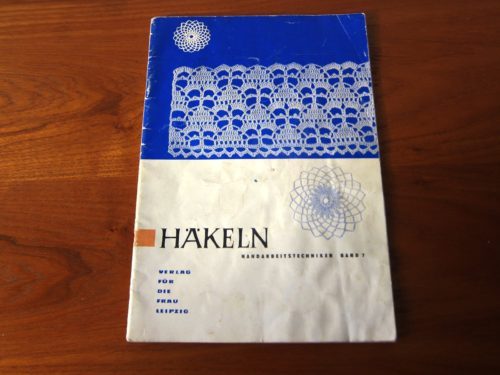 HÄKELN
HANDARBEITSTECHNIKEN BAND 7
VERLAG
FÜR
DIE
FRAU
LEIPZIG